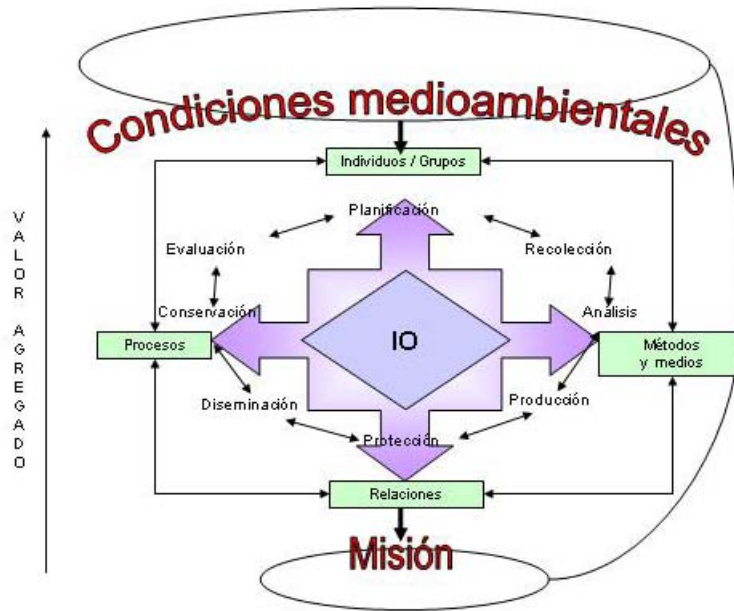 Condiciones medioambientales
Individuos / Grupos
Planificación
Evaluación
Recolección
Conservación
Análisis
IO
Procesos
Métodos
y medios
Diseminación
Producción
Protección
Relaciones
Misión
VALOR AGREGADO